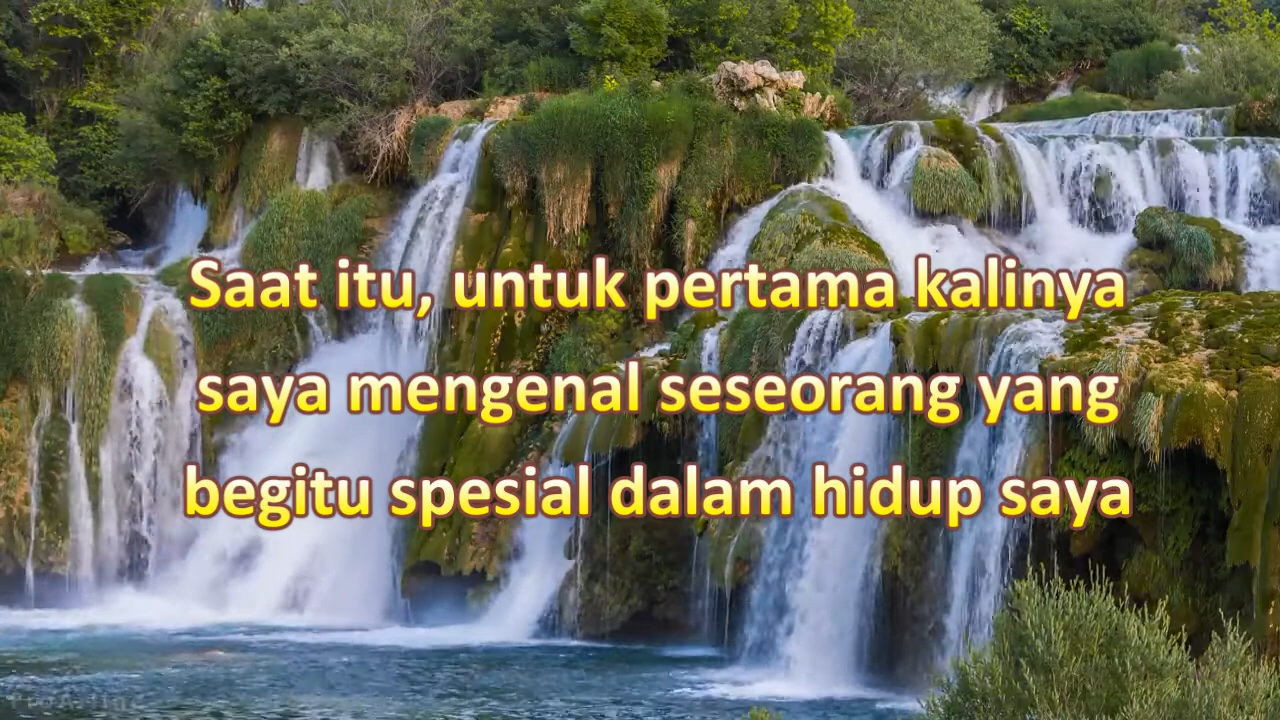 Saat itu, untuk pertama kalinya
saya mengenal seseorang yang
begitu spesial dalam hidup saya